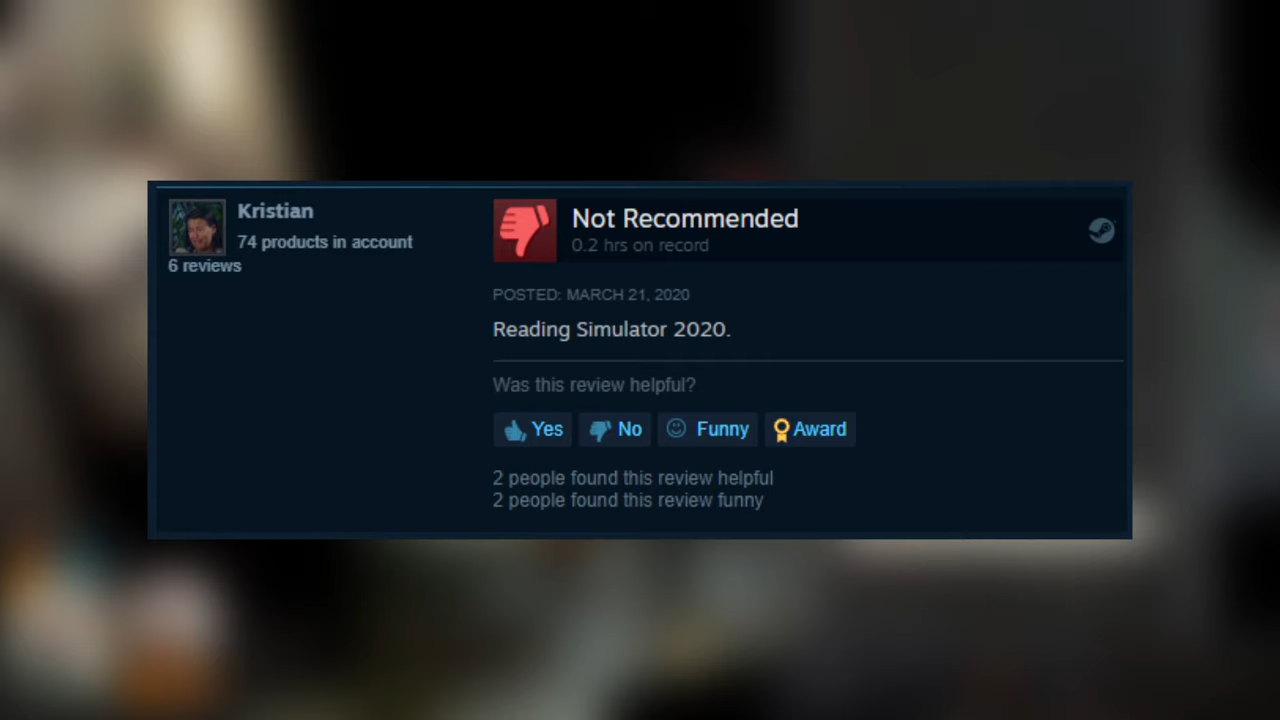 Kristian
74 products in account
6 reviews
Not Recommended
0.2 hrs on record
POSTED: MARCH 21, 2020
Reading Simulator 2020.
Was this review helpful?
Yes No Funny Award
2 people found this review helpful
2 people found this review funny